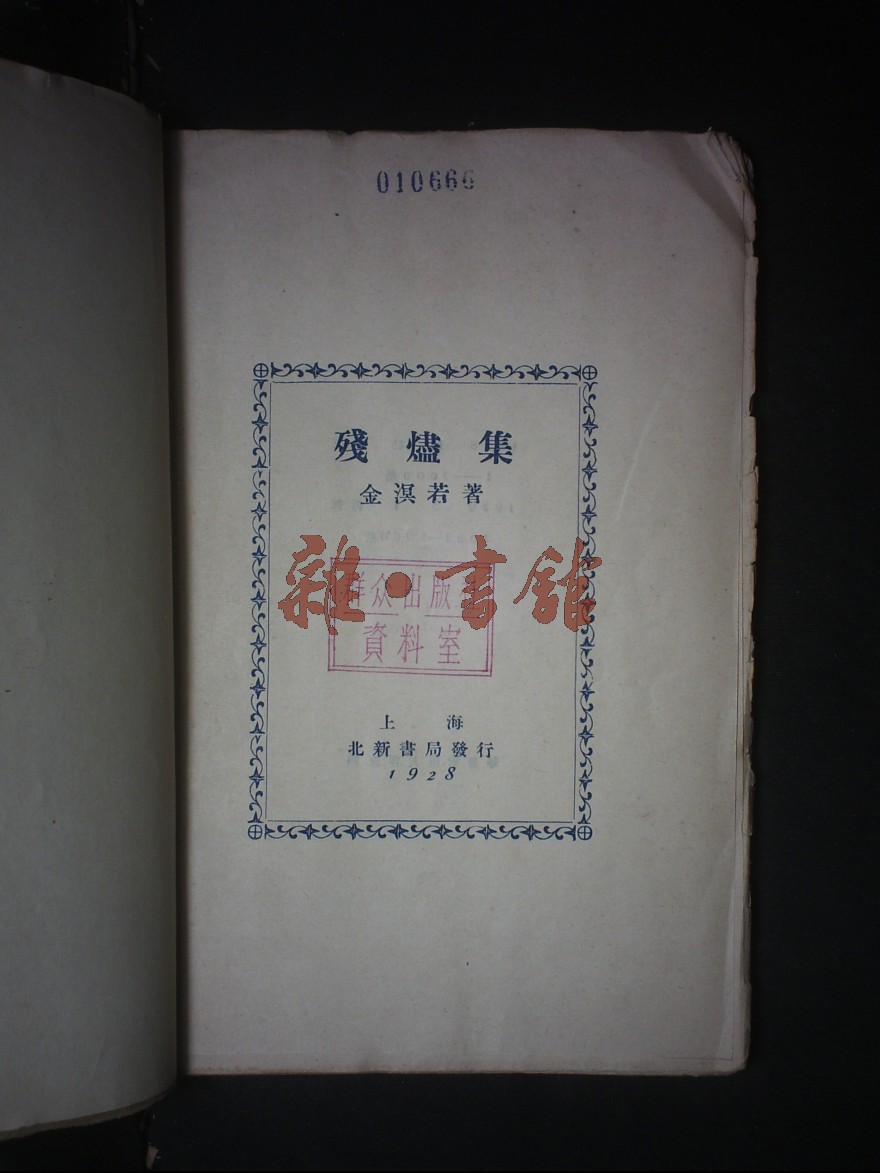 010666
殘燼集
金溟若著
雜·書館
群众出版
資料室
上海
北新書局發行
1928